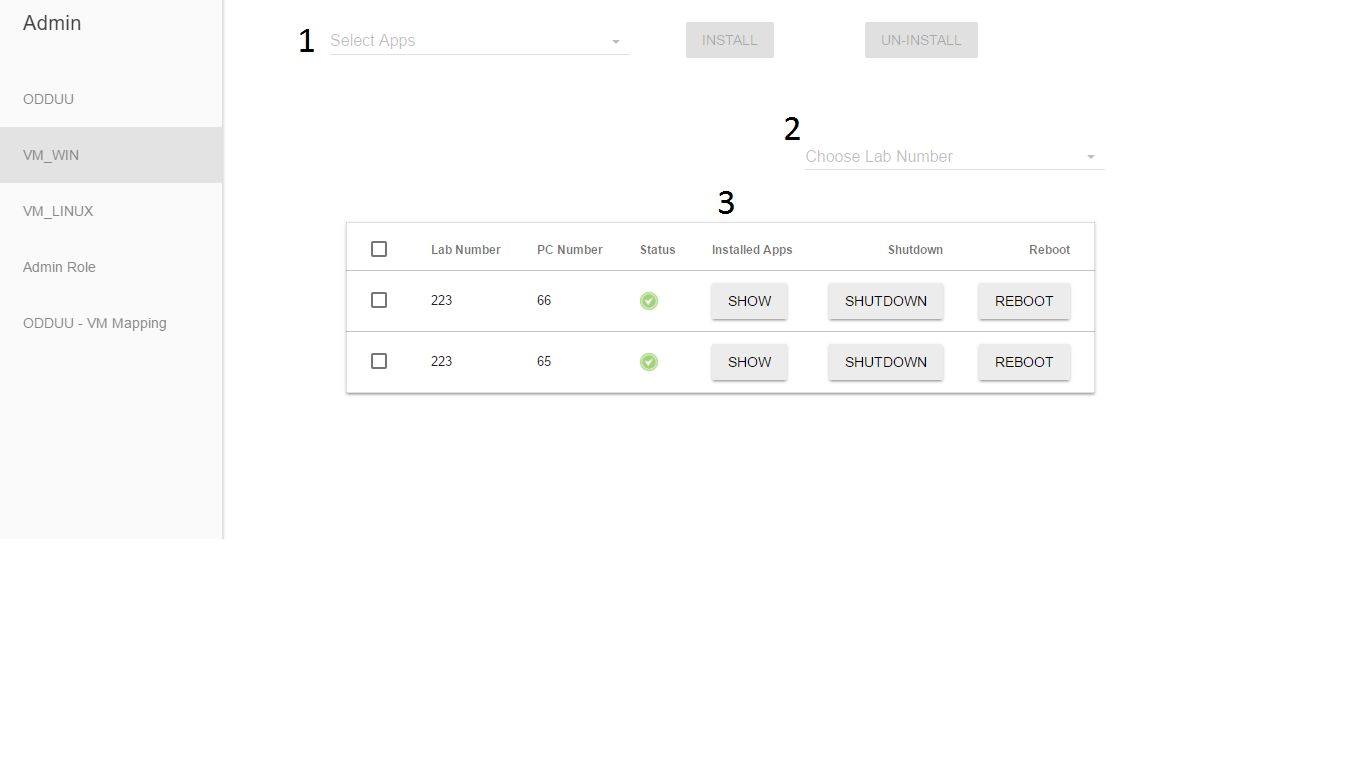 Admin
ODDUU
VM_WIN
VM_LINUX
Admin Role
ODDUU - VM Mapping
1 Select Apps INSTALL UN-INSTALL
2
Choose Lab Number
3
Lab Number PC Number Status Installed Apps Shutdown Reboot
223 66 SHOW SHUTDOWN REBOOT
223 65 SHOW SHUTDOWN REBOOT